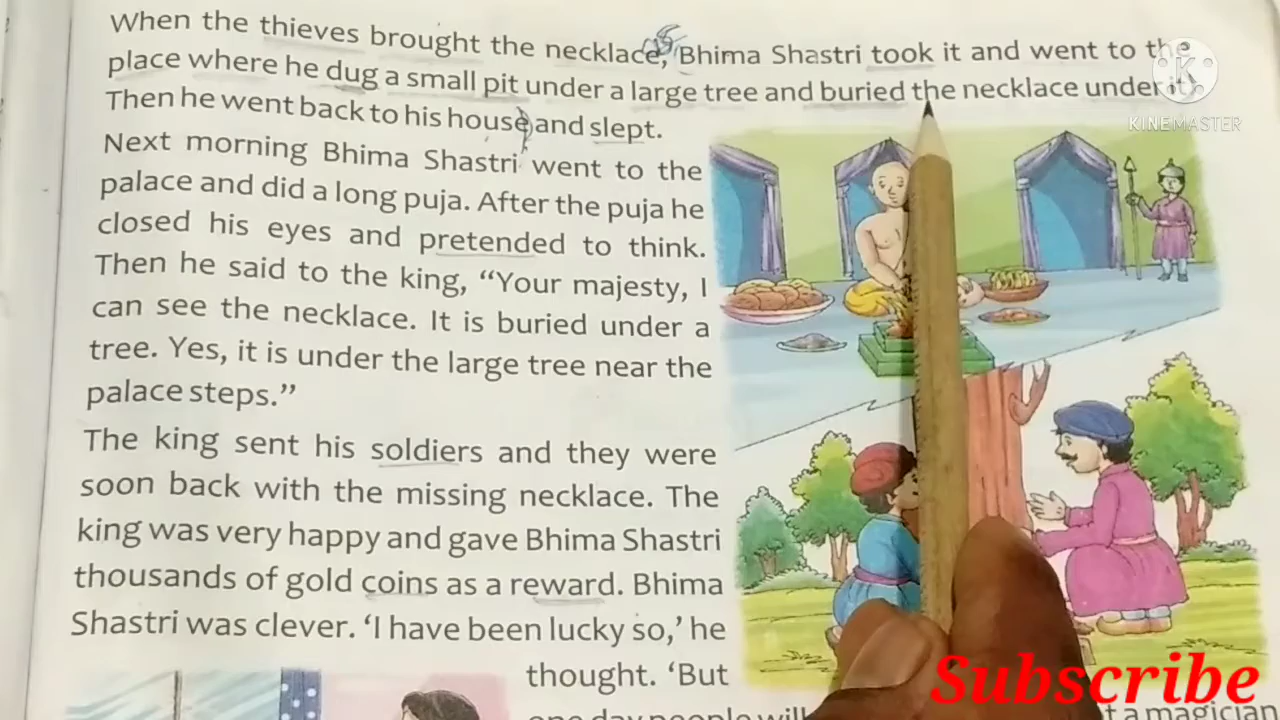 When the thieves brought the necklace, Bhima Shastri took it and went to the
place where he dug a small pit under a large tree and buried the necklace under it.
Then he went back to his house and slept.
Next morning Bhima Shastri went to the
palace and did a long puja. After the puja he
closed his eyes and pretended to think.
Then he said to the king, “Your majesty, I
can see the necklace. It is buried under a
tree. Yes, it is under the large tree near the
palace steps.”
The king sent his soldiers and they were
soon back with the missing necklace. The
king was very happy and gave Bhima Shastri
thousands of gold coins as a reward. Bhima
Shastri was clever. ‘I have been lucky so,’ he
thought. ‘But
one day people will
t a magician
K
KINEMASTER
Subscribe